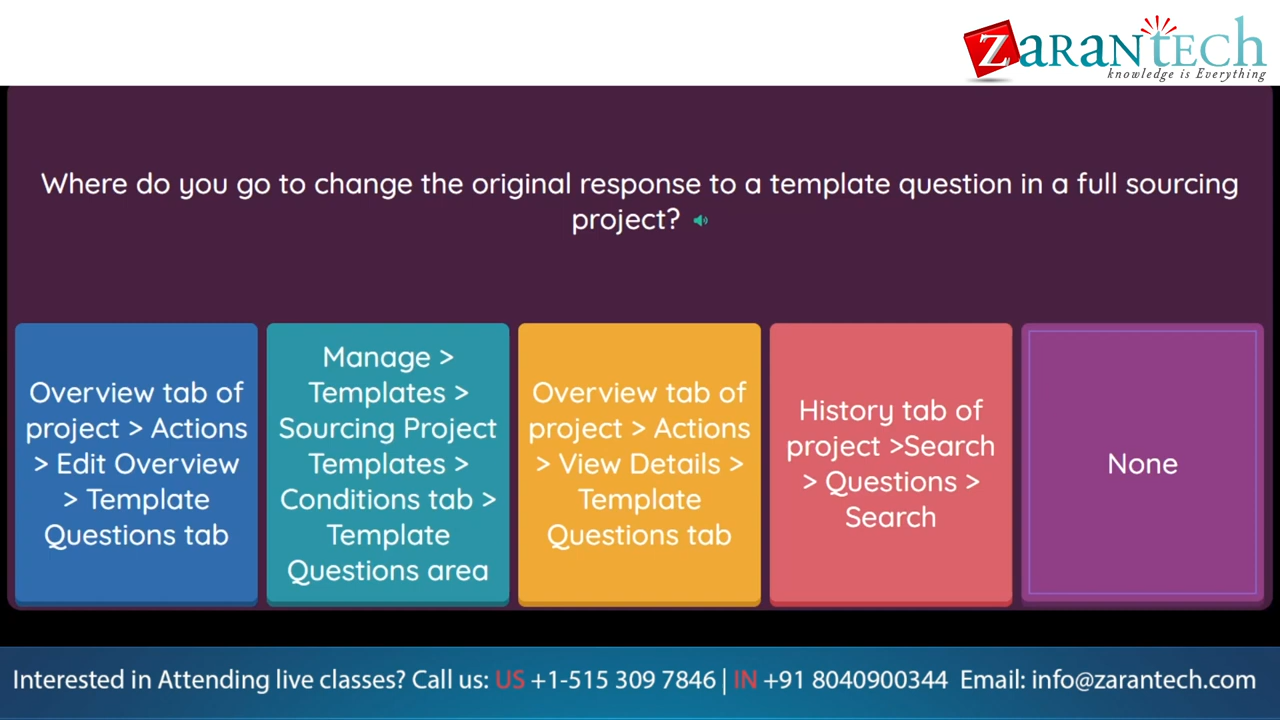 ZARANTECH
knowledge is Everything
Where do you go to change the original response to a template question in a full sourcing
project?
Overview tab of
project > Actions
> Edit Overview
> Template
Questions tab
Manage >
Templates >
Sourcing Project
Templates >
Conditions tab >
Template
Questions area
Overview tab of
project > Actions
> View Details >
Template
Questions tab
History tab of
project >Search
> Questions >
Search
None
Interested in Attending live classes? Call us: US +1-515 309 7846 | IN +91 8040900344 Email: info@zarantech.com